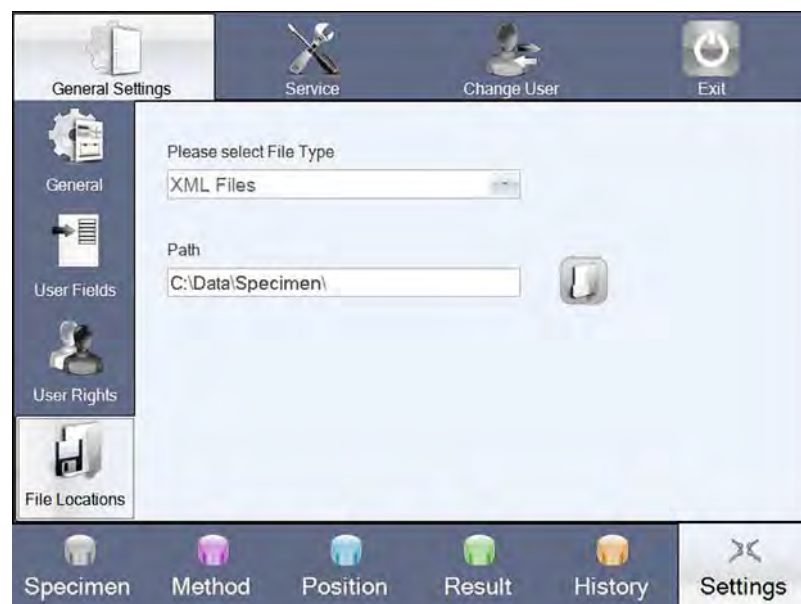 General Settings
Service
Change User
Exit
General
User Fields
User Rights
File Locations
Please select File Type
XML Files
Path
C:\Data\Specimen\
Specimen
Method
Position
Result
History
Settings